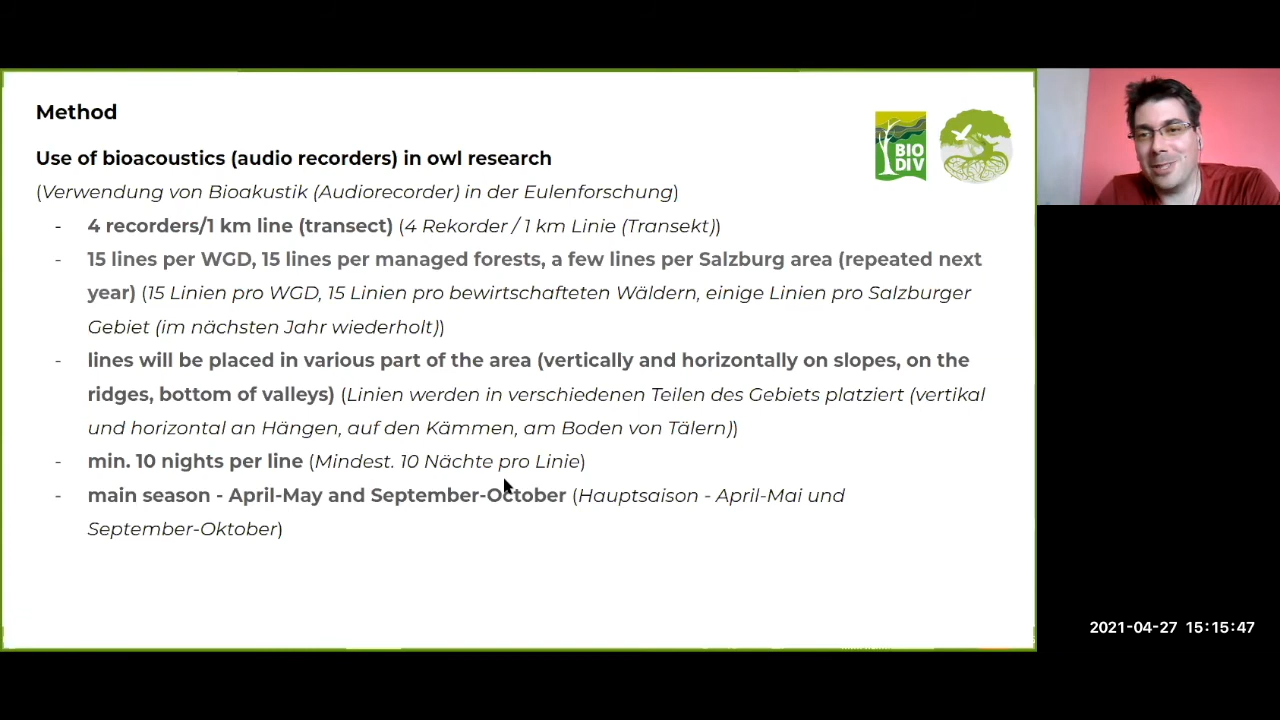 Method
Use of bioacoustics (audio recorders) in owl research
(Verwendung von Bioakustik (Audiorecorder) in der Eulenforschung)
- 4 recorders/1 km line (transect) (4 Rekorder / 1 km Linie (Transekt))
- 15 lines per WGD, 15 lines per managed forests, a few lines per Salzburg area (repeated next
year) (15 Linien pro WGD, 15 Linien pro bewirtschafteten Wäldern, einige Linien pro Salzburger
Gebiet (im nächsten Jahr wiederholt))
- lines will be placed in various part of the area (vertically and horizontally on slopes, on the
ridges, bottom of valleys) (Linien werden in verschiedenen Teilen des Gebiets platziert (vertikal
und horizontal an Hängen, auf den Kämmen, am Boden von Tälern))
- min. 10 nights per line (Mindest. 10 Nächte pro Linie)
- main season - April-May and September-October (Hauptsaison - April-Mai und
September-Oktober)
BIO
DIV
2021-04-27 15:15:47